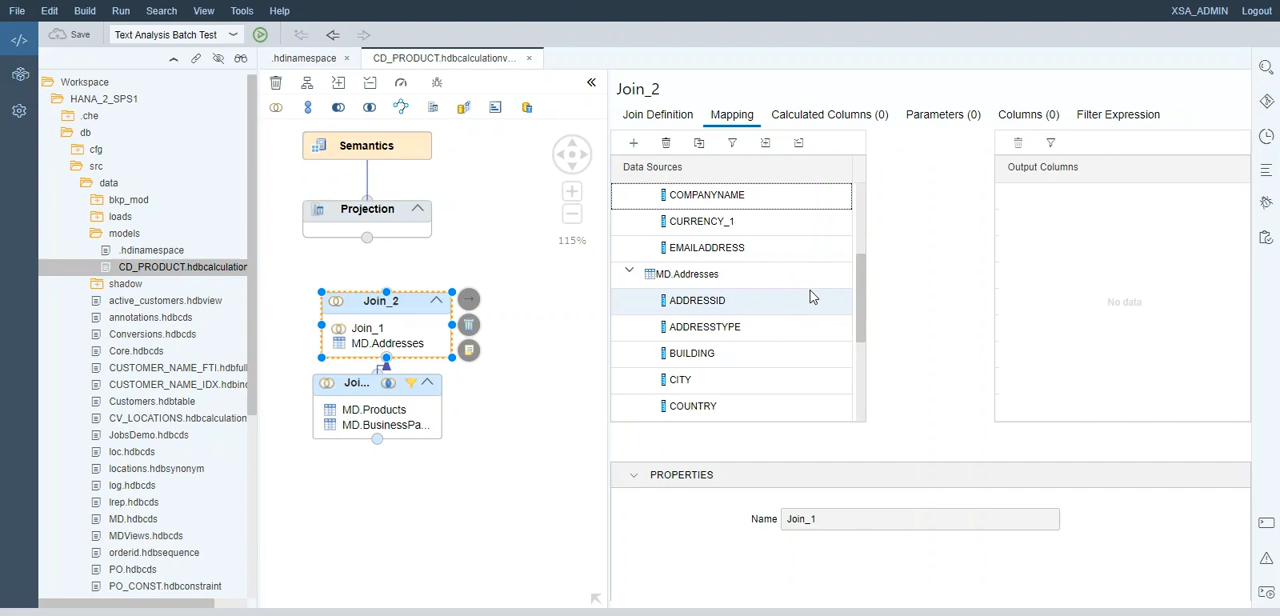 File Edit Build Run Search View Tools Help XSA_ADMIN Logout
Save Text Analysis Batch Test
.hdinamespace × CD_PRODUCT.hdbcalculationv... ×
Workspace
HANA_2_SPS1
.che
db
cfg
src
data
bkp_mod
loads
models
.hdinamespace
CD_PRODUCT.hdbcalculation
shadow
active_customers.hdbview
annotations.hdbcds
Conversions.hdbcds
Core.hdbcds
CUSTOMER_NAME_FTI.hdbfull
CUSTOMER_NAME_IDX.hdbind
Customers.hdbtable
CV_LOCATIONS.hdbcalculation
JobsDemo.hdbcds
loc.hdbcds
locations.hdbsynonym
log.hdbcds
lrep.hdbcds
MD.hdbcds
MDViews.hdbcds
orderid.hdbsequence
PO.hdbcds
PO_CONST.hdbconstraint
Semantics
Projection
115%
Join_2
Join_1
MD.Addresses
Joi...
MD.Products
MD.BusinessPa...
Join_2
Join Definition Mapping Calculated Columns (0) Parameters (0) Columns (0) Filter Expression
Data Sources
COMPANYNAME
CURRENCY_1
EMAILADDRESS
MD.Addresses
ADDRESSID
ADDRESSTYPE
BUILDING
CITY
COUNTRY
Output Columns
No data
PROPERTIES
Name Join_1